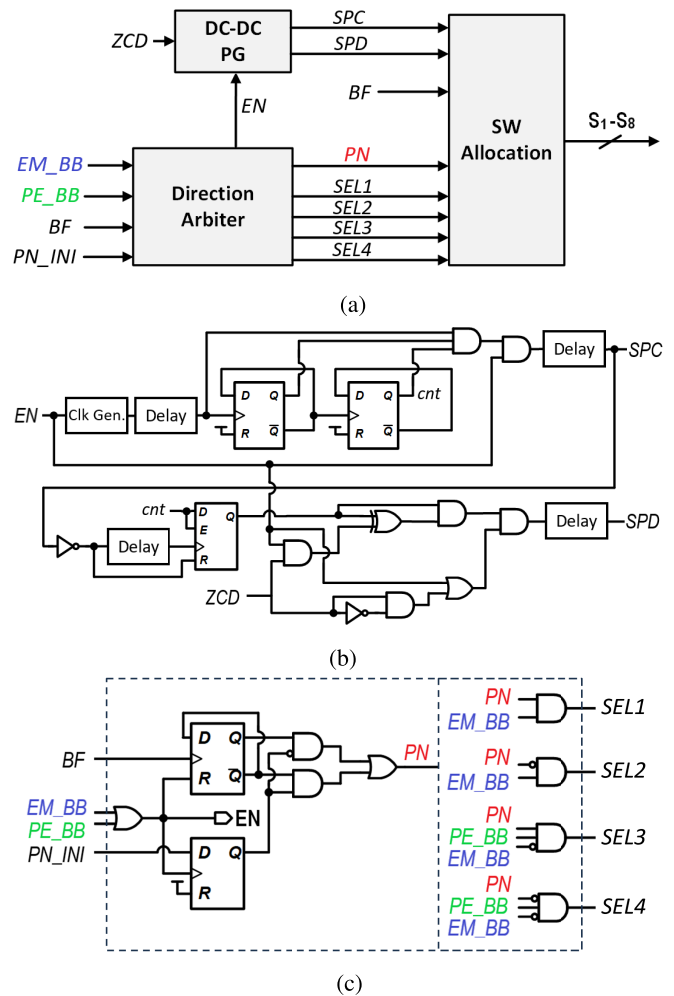 DC-DC
PG
ZCD
SPC
SPD
EN
BF
SW
Allocation
S1-S8
EM_BB
PE_BB
BF
PN_INI
Direction
Arbiter
PN
SEL1
SEL2
SEL3
SEL4
(a)
EN
Clk Gen.
Delay
D Q
R Q̅
D Q
R Q̅
cnt
Delay
SPC
cnt
Delay
D Q
E
R
ZCD
Delay
SPD
(b)
BF
EM_BB
PE_BB
PN_INI
D Q
R Q̅
EN
D Q
R
PN
PN
EM_BB
SEL1
PN
EM_BB
SEL2
PN
PE_BB
EM_BB
SEL3
PN
PE_BB
EM_BB
SEL4
(c)